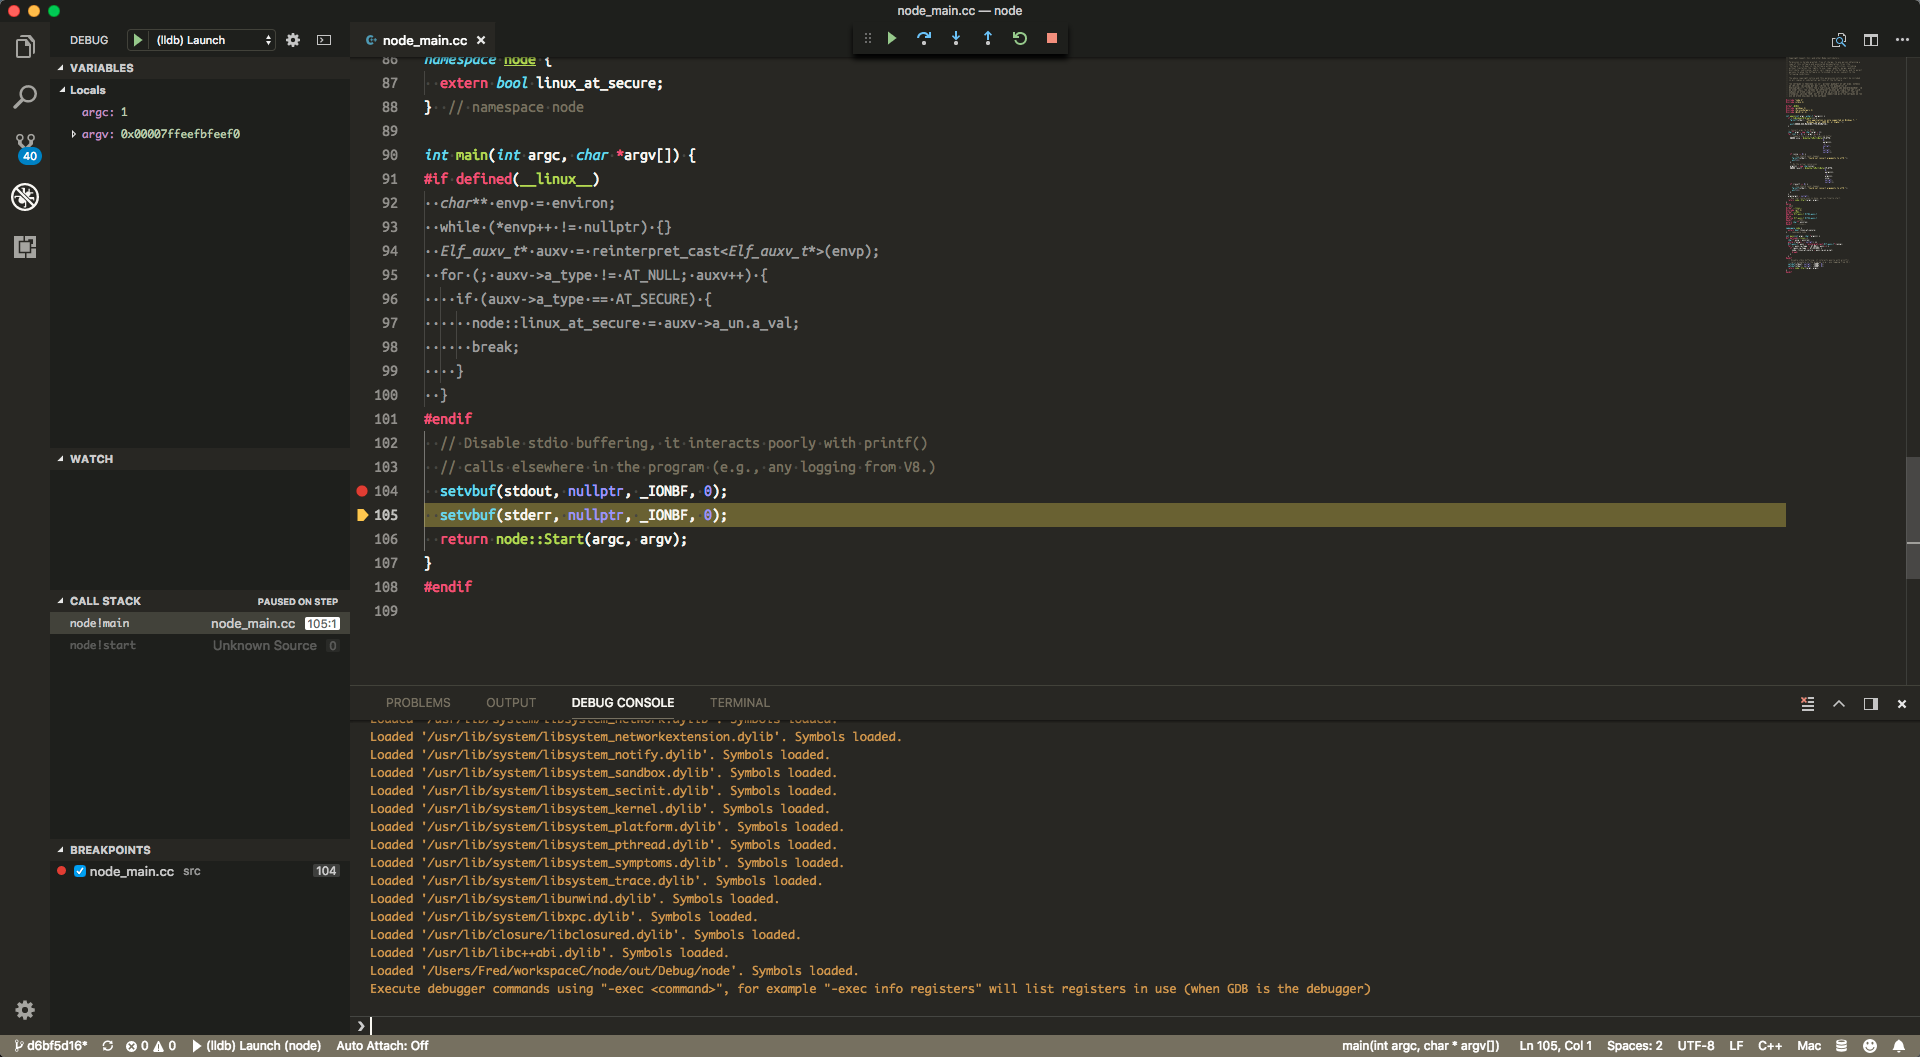 node_main.cc — node
DEBUG
(lldb) Launch
node_main.cc
VARIABLES
Locals
argc: 1
argv: 0x00007ffeefbfeef0
40
WATCH
CALL STACK PAUSED ON STEP
node!main node_main.cc 105:1
node!start Unknown Source 0
BREAKPOINTS
node_main.cc src 104
86 namespace node {
87 extern bool linux_at_secure;
88 } // namespace node
89
90 int main(int argc, char *argv[]) {
91 #if defined(__linux__)
92 char** envp = environ;
93 while (*envp++ != nullptr) {}
94 Elf_auxv_t* auxv = reinterpret_cast<Elf_auxv_t*>(envp);
95 for (; auxv->a_type != AT_NULL; auxv++) {
96 if (auxv->a_type == AT_SECURE) {
97 node::linux_at_secure = auxv->a_un.a_val;
98 break;
99 }
100 }
101 #endif
102 // Disable stdio buffering, it interacts poorly with printf()
103 // calls elsewhere in the program (e.g., any logging from V8.)
104 setvbuf(stdout, nullptr, _IONBF, 0);
105 setvbuf(stderr, nullptr, _IONBF, 0);
106 return node::Start(argc, argv);
107 }
108 #endif
109
PROBLEMS OUTPUT DEBUG CONSOLE TERMINAL
Loaded '/usr/lib/system/libsystem_network.dylib'. Symbols loaded.
Loaded '/usr/lib/system/libsystem_networkextension.dylib'. Symbols loaded.
Loaded '/usr/lib/system/libsystem_notify.dylib'. Symbols loaded.
Loaded '/usr/lib/system/libsystem_sandbox.dylib'. Symbols loaded.
Loaded '/usr/lib/system/libsystem_secinit.dylib'. Symbols loaded.
Loaded '/usr/lib/system/libsystem_kernel.dylib'. Symbols loaded.
Loaded '/usr/lib/system/libsystem_platform.dylib'. Symbols loaded.
Loaded '/usr/lib/system/libsystem_pthread.dylib'. Symbols loaded.
Loaded '/usr/lib/system/libsystem_symptoms.dylib'. Symbols loaded.
Loaded '/usr/lib/system/libsystem_trace.dylib'. Symbols loaded.
Loaded '/usr/lib/system/libunwind.dylib'. Symbols loaded.
Loaded '/usr/lib/system/libxpc.dylib'. Symbols loaded.
Loaded '/usr/lib/closure/libclosured.dylib'. Symbols loaded.
Loaded '/usr/lib/libc++abi.dylib'. Symbols loaded.
Loaded '/Users/Fred/workspaceC/node/out/Debug/node'. Symbols loaded.
Execute debugger commands using "-exec <command>", for example "-exec info registers" will list registers in use (when GDB is the debugger)
d6bf5d16* 0 0 (lldb) Launch (node) Auto Attach: Off main(int argc, char * argv[]) Ln 105, Col 1 Spaces: 2 UTF-8 LF C++ Mac